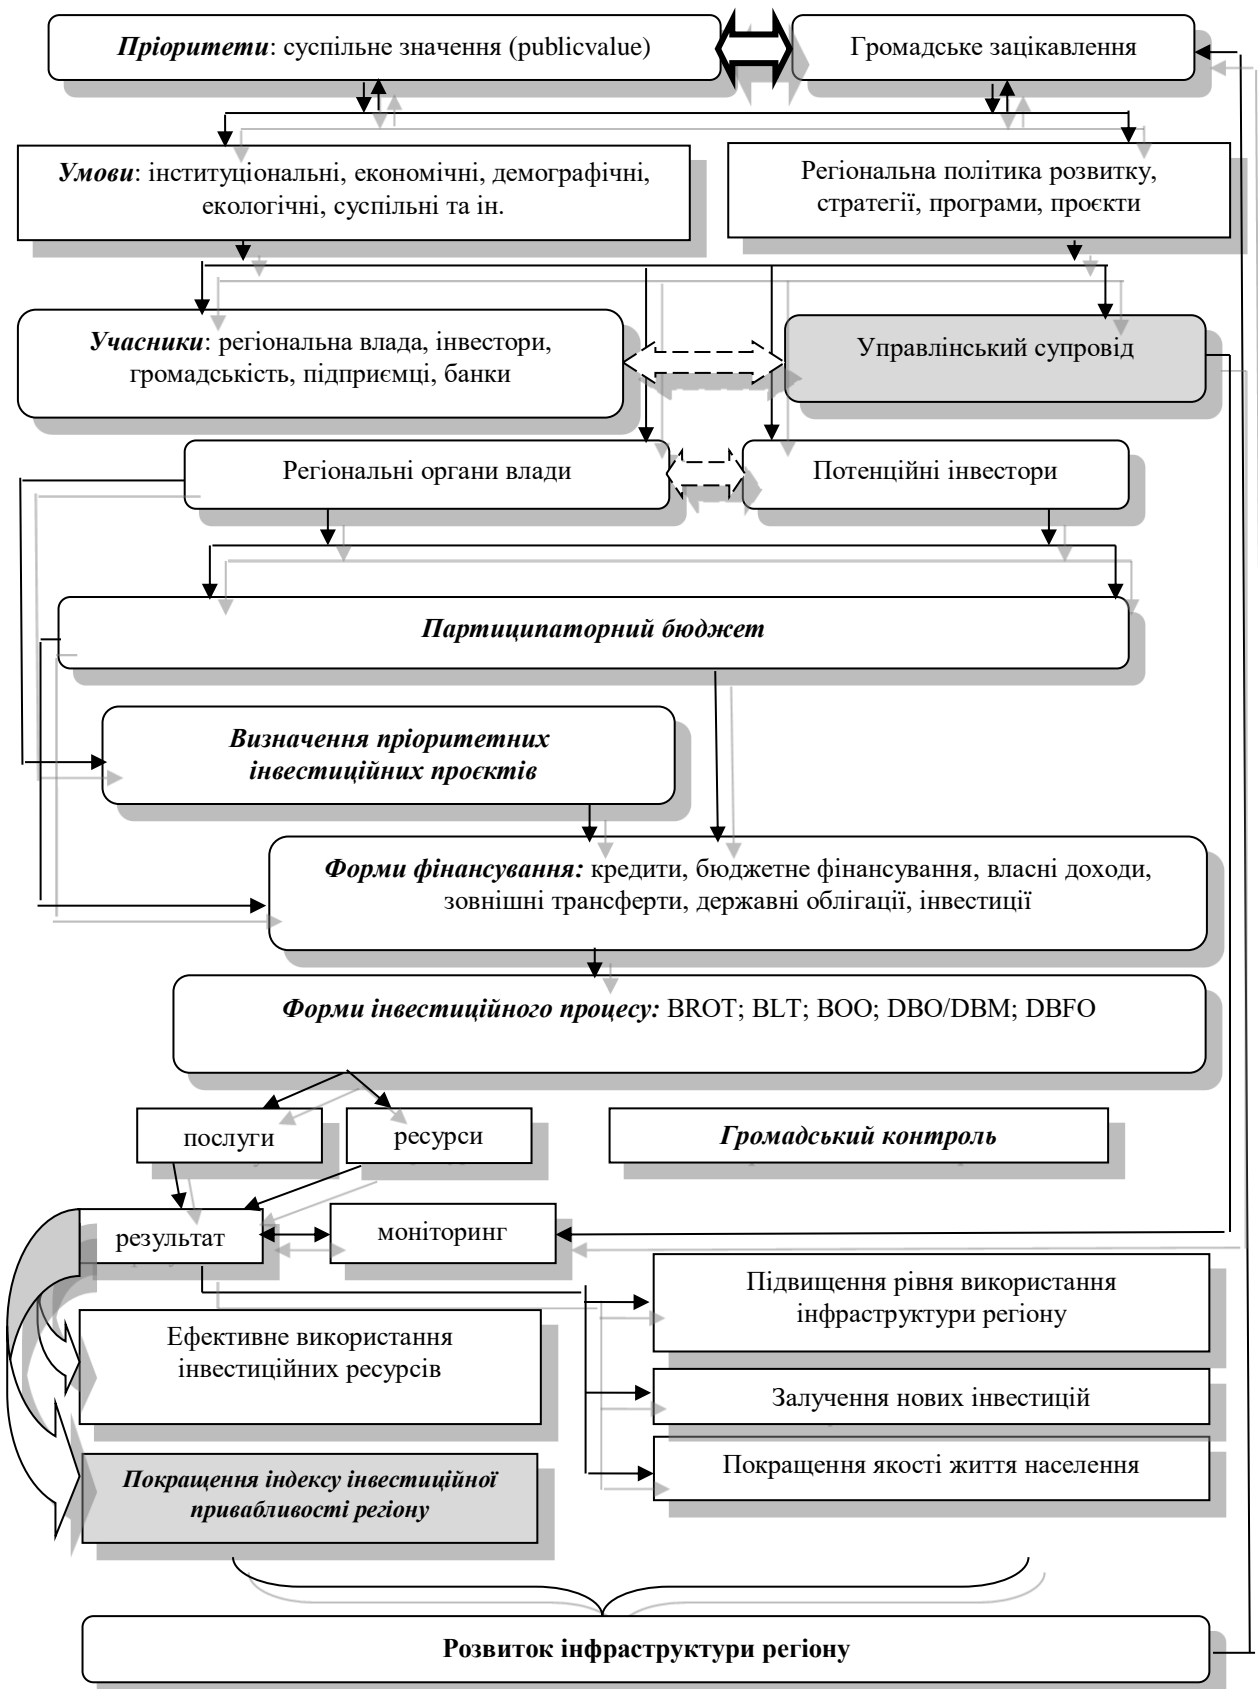 Пріоритети: суспільне значення (publicvalue)
Громадське зацікавлення
Умови: інституціональні, економічні, демографічні,
екологічні, суспільні та ін.
Регіональна політика розвитку,
стратегії, програми, проєкти
Учасники: регіональна влада, інвестори,
громадськість, підприємці, банки
Управлінський супровід
Регіональні органи влади
Потенційні інвестори
Партиципаторний бюджет
Визначення пріоритетних
інвестиційних проєктів
Форми фінансування: кредити, бюджетне фінансування, власні доходи,
зовнішні трансферти, державні облігації, інвестиції
Форми інвестиційного процесу: BROT; BLT; BOO; DBO/DBM; DBFO
послуги
ресурси
Громадський контроль
результат
моніторинг
Підвищення рівня використання
інфраструктури регіону
Ефективне використання
інвестиційних ресурсів
Залучення нових інвестицій
Покращення якості життя населення
Покращення індексу інвестиційної
привабливості регіону
Розвиток інфраструктури регіону